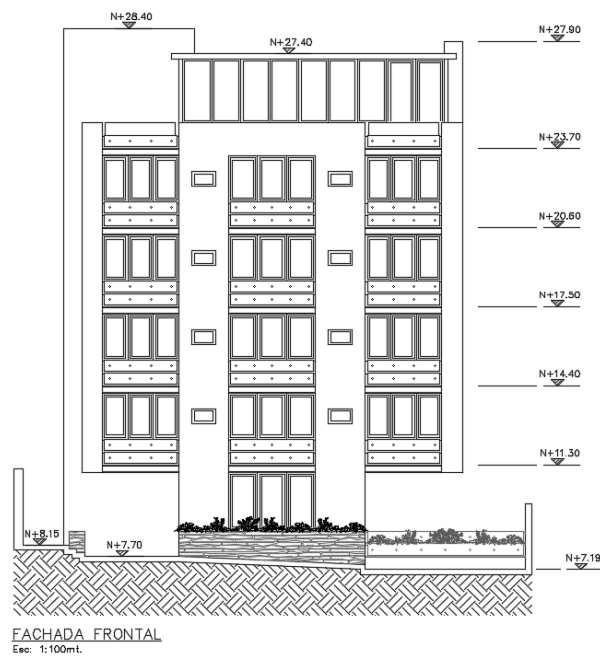 N+28.40
N+27.40
N+27.90
N+23.70
N+20.60
N+17.50
N+14.40
N+11.30
N+8.15
N+7.70
N+7.19
FACHADA FRONTAL
Esc: 1:100mt.